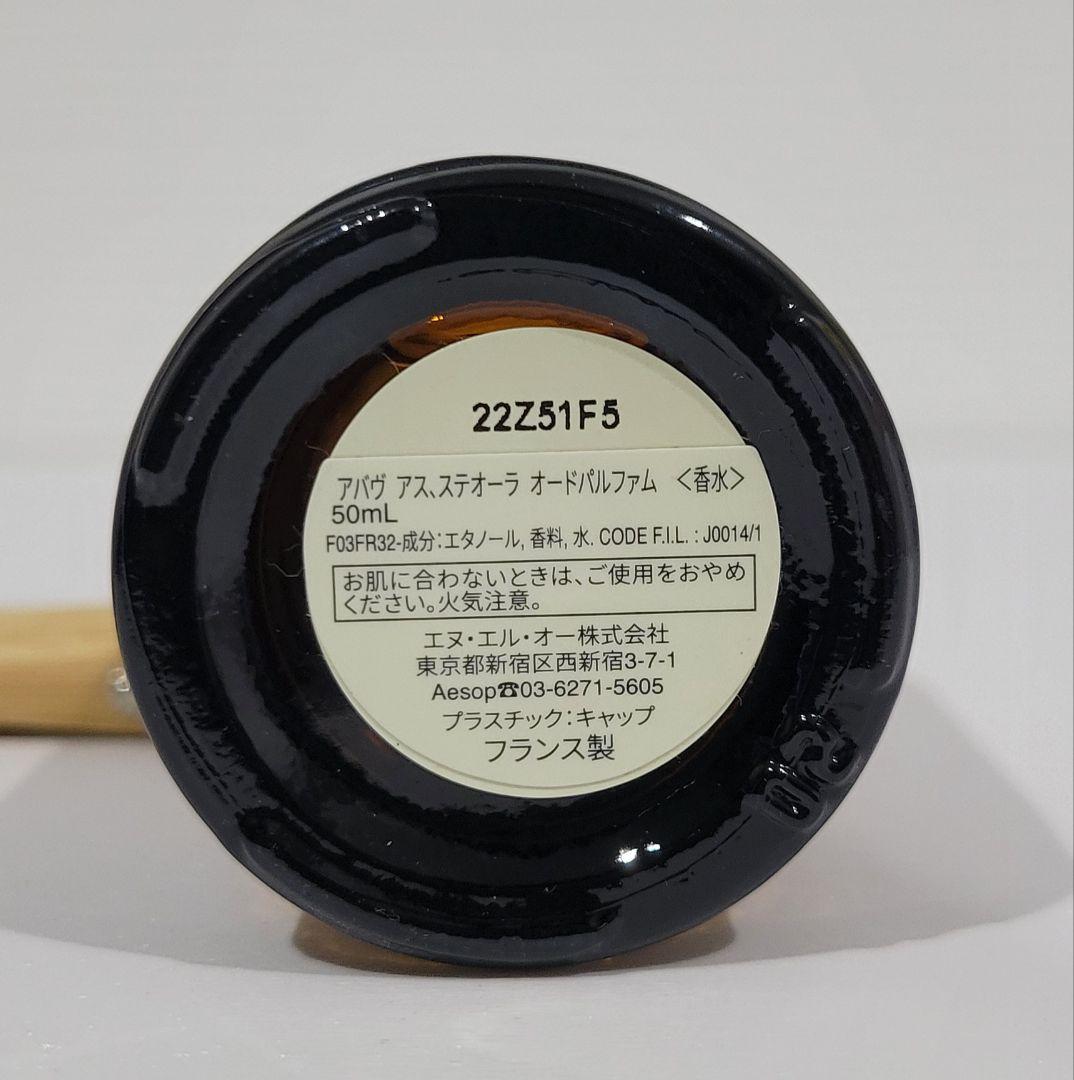 22Z51F5
アバヴ アス、ステオーラ オードパルファム ＜香水＞
50mL
F03FR32-成分：エタノール, 香料, 水. CODE F.I.L. : J0014/1
お肌に合わないときは、ご使用をおやめ
ください。火気注意。
エヌ・エル・オー株式会社
東京都新宿区西新宿3-7-1
Aesop☎03-6271-5605
プラスチック：キャップ
フランス製